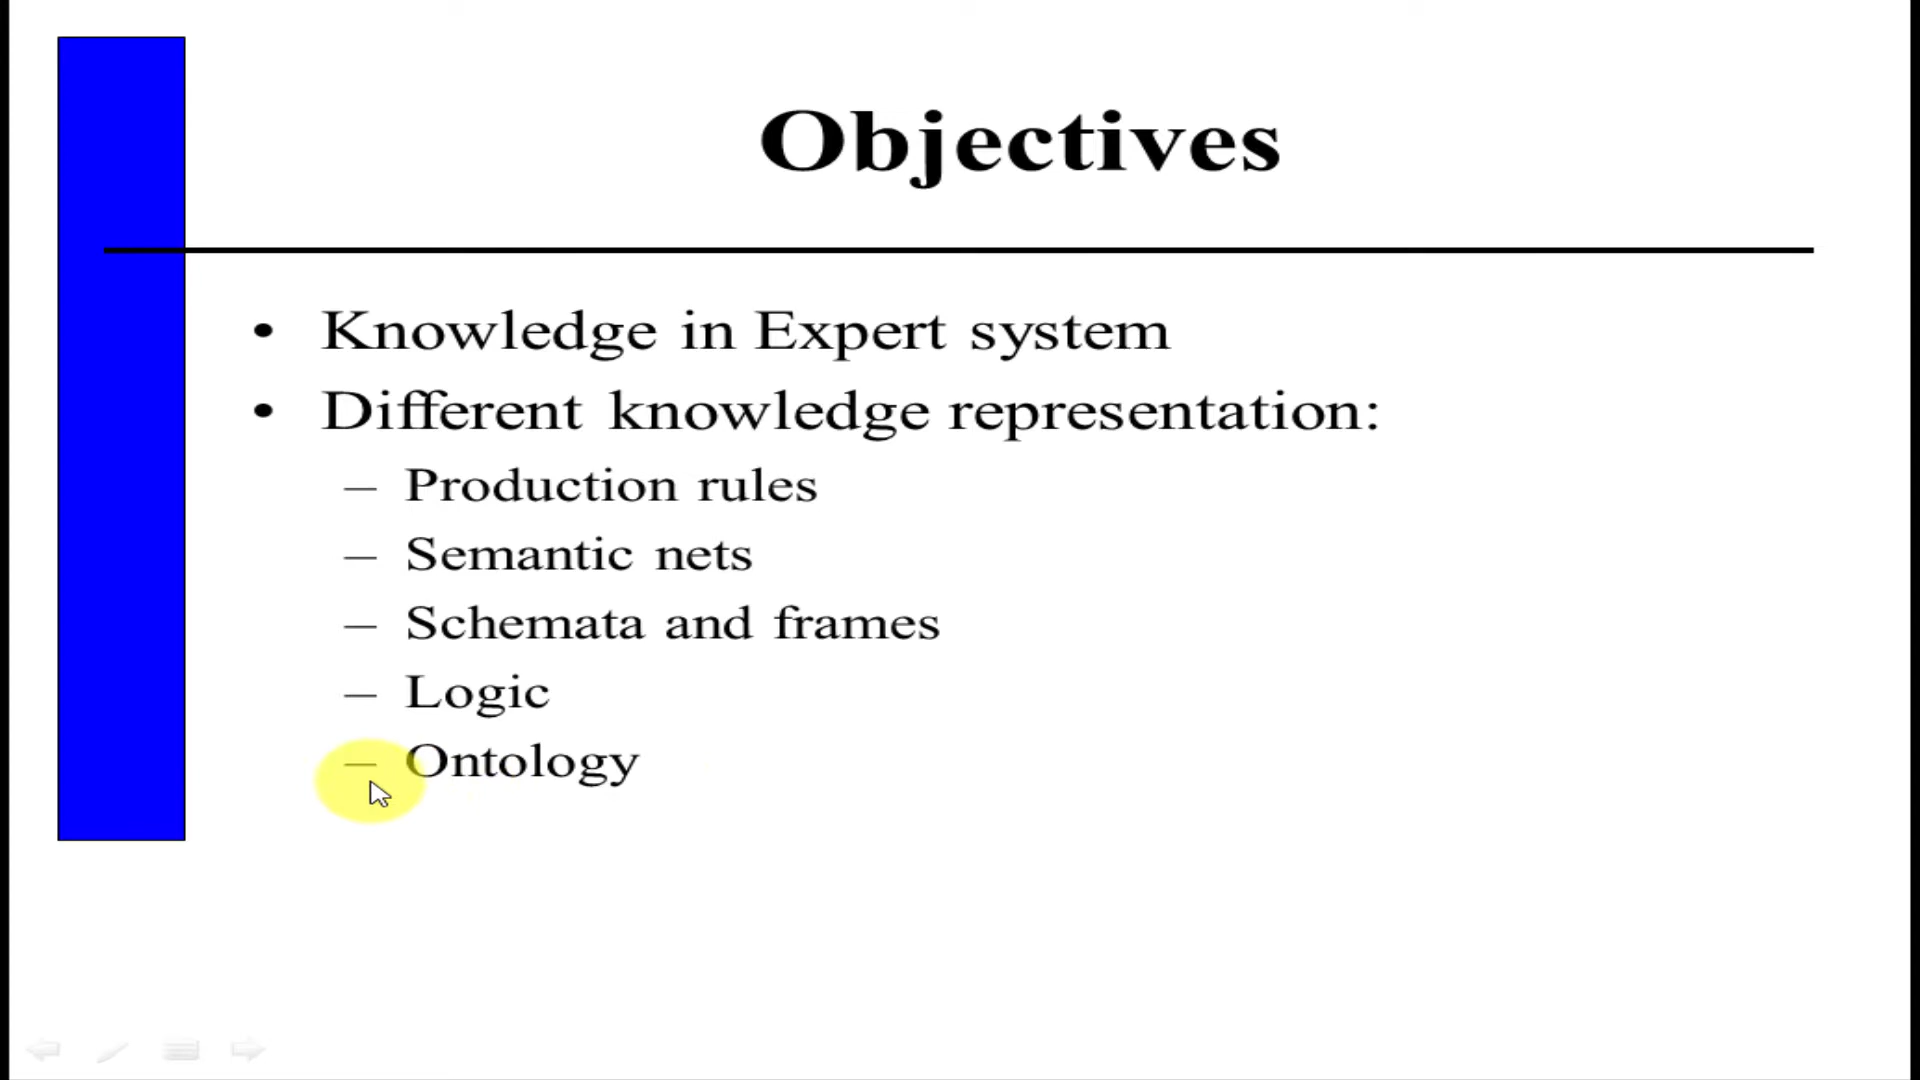 Objectives
• Knowledge in Expert system
• Different knowledge representation:
– Production rules
– Semantic nets
– Schemata and frames
– Logic
– Ontology